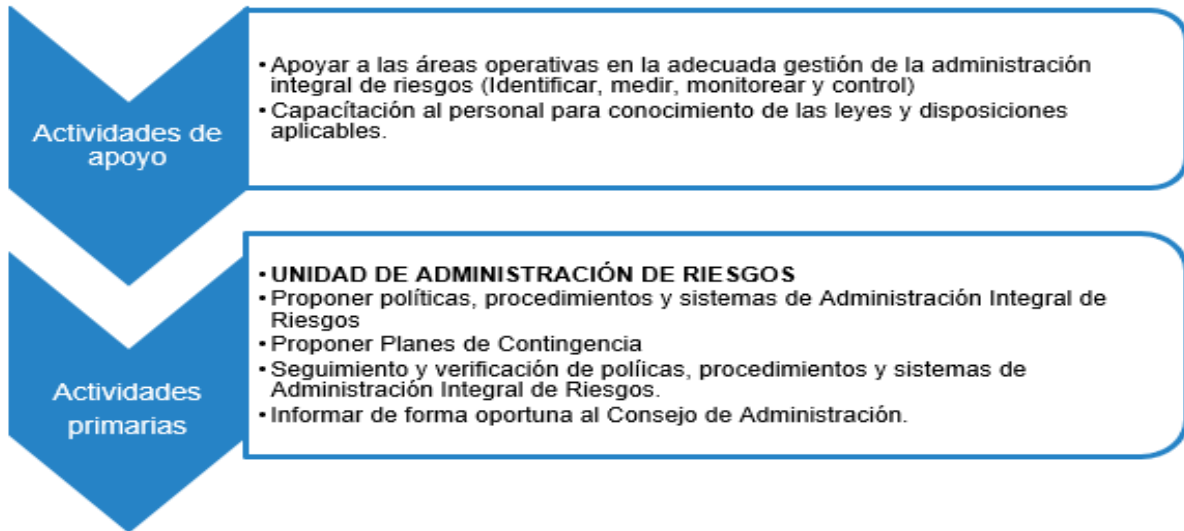 Actividades de
apoyo
• Apoyar a las áreas operativas en la adecuada gestión de la administración
integral de riesgos (Identificar, medir, monitorear y control)
• Capacítación al personal para conocimiento de las leyes y disposiciones
aplicables.
Actividades
primarias
• UNIDAD DE ADMINISTRACIÓN DE RIESGOS
• Proponer políticas, procedimientos y sistemas de Administración Integral de
Riesgos
• Proponer Planes de Contingencia
• Seguimiento y verificación de políicas, procedimientos y sistemas de
Administración Integral de Riesgos.
• Informar de forma oportuna al Consejo de Administración.